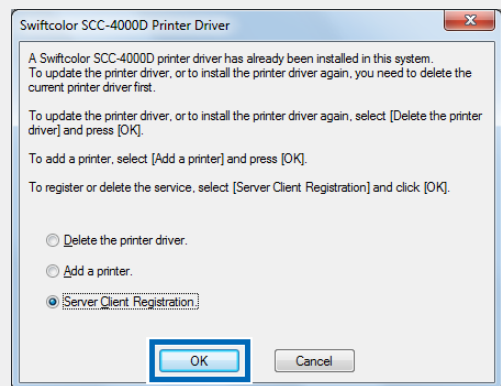 Swiftcolor SCC-4000D Printer Driver
A Swiftcolor SCC-4000D printer driver has already been installed in this system.
To update the printer driver, or to install the printer driver again, you need to delete the
current printer driver first.
To update the printer driver, or to install the printer driver again, select [Delete the printer
driver] and press [OK].
To add a printer, select [Add a printer] and press [OK].
To register or delete the service, select [Server Client Registration] and click [OK].
Delete the printer driver.
Add a printer.
Server Client Registration.
OK Cancel